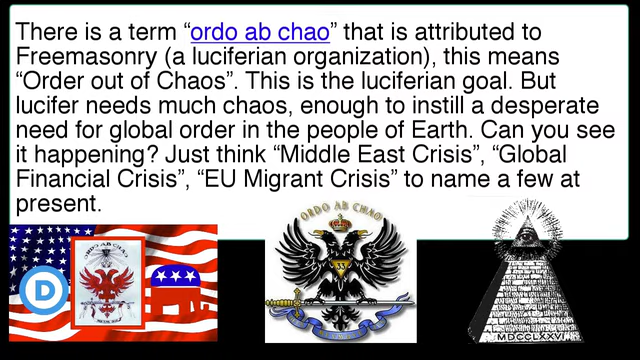 There is a term “ordo ab chao” that is attributed to
Freemasonry (a luciferian organization), this means
“Order out of Chaos”. This is the luciferian goal. But
lucifer needs much chaos, enough to instill a desperate
need for global order in the people of Earth. Can you see
it happening? Just think “Middle East Crisis”, “Global
Financial Crisis”, “EU Migrant Crisis” to name a few at
present.
ORDO AB CHAO
D
ORDO AB CHAO
33
MDCCLXXVI